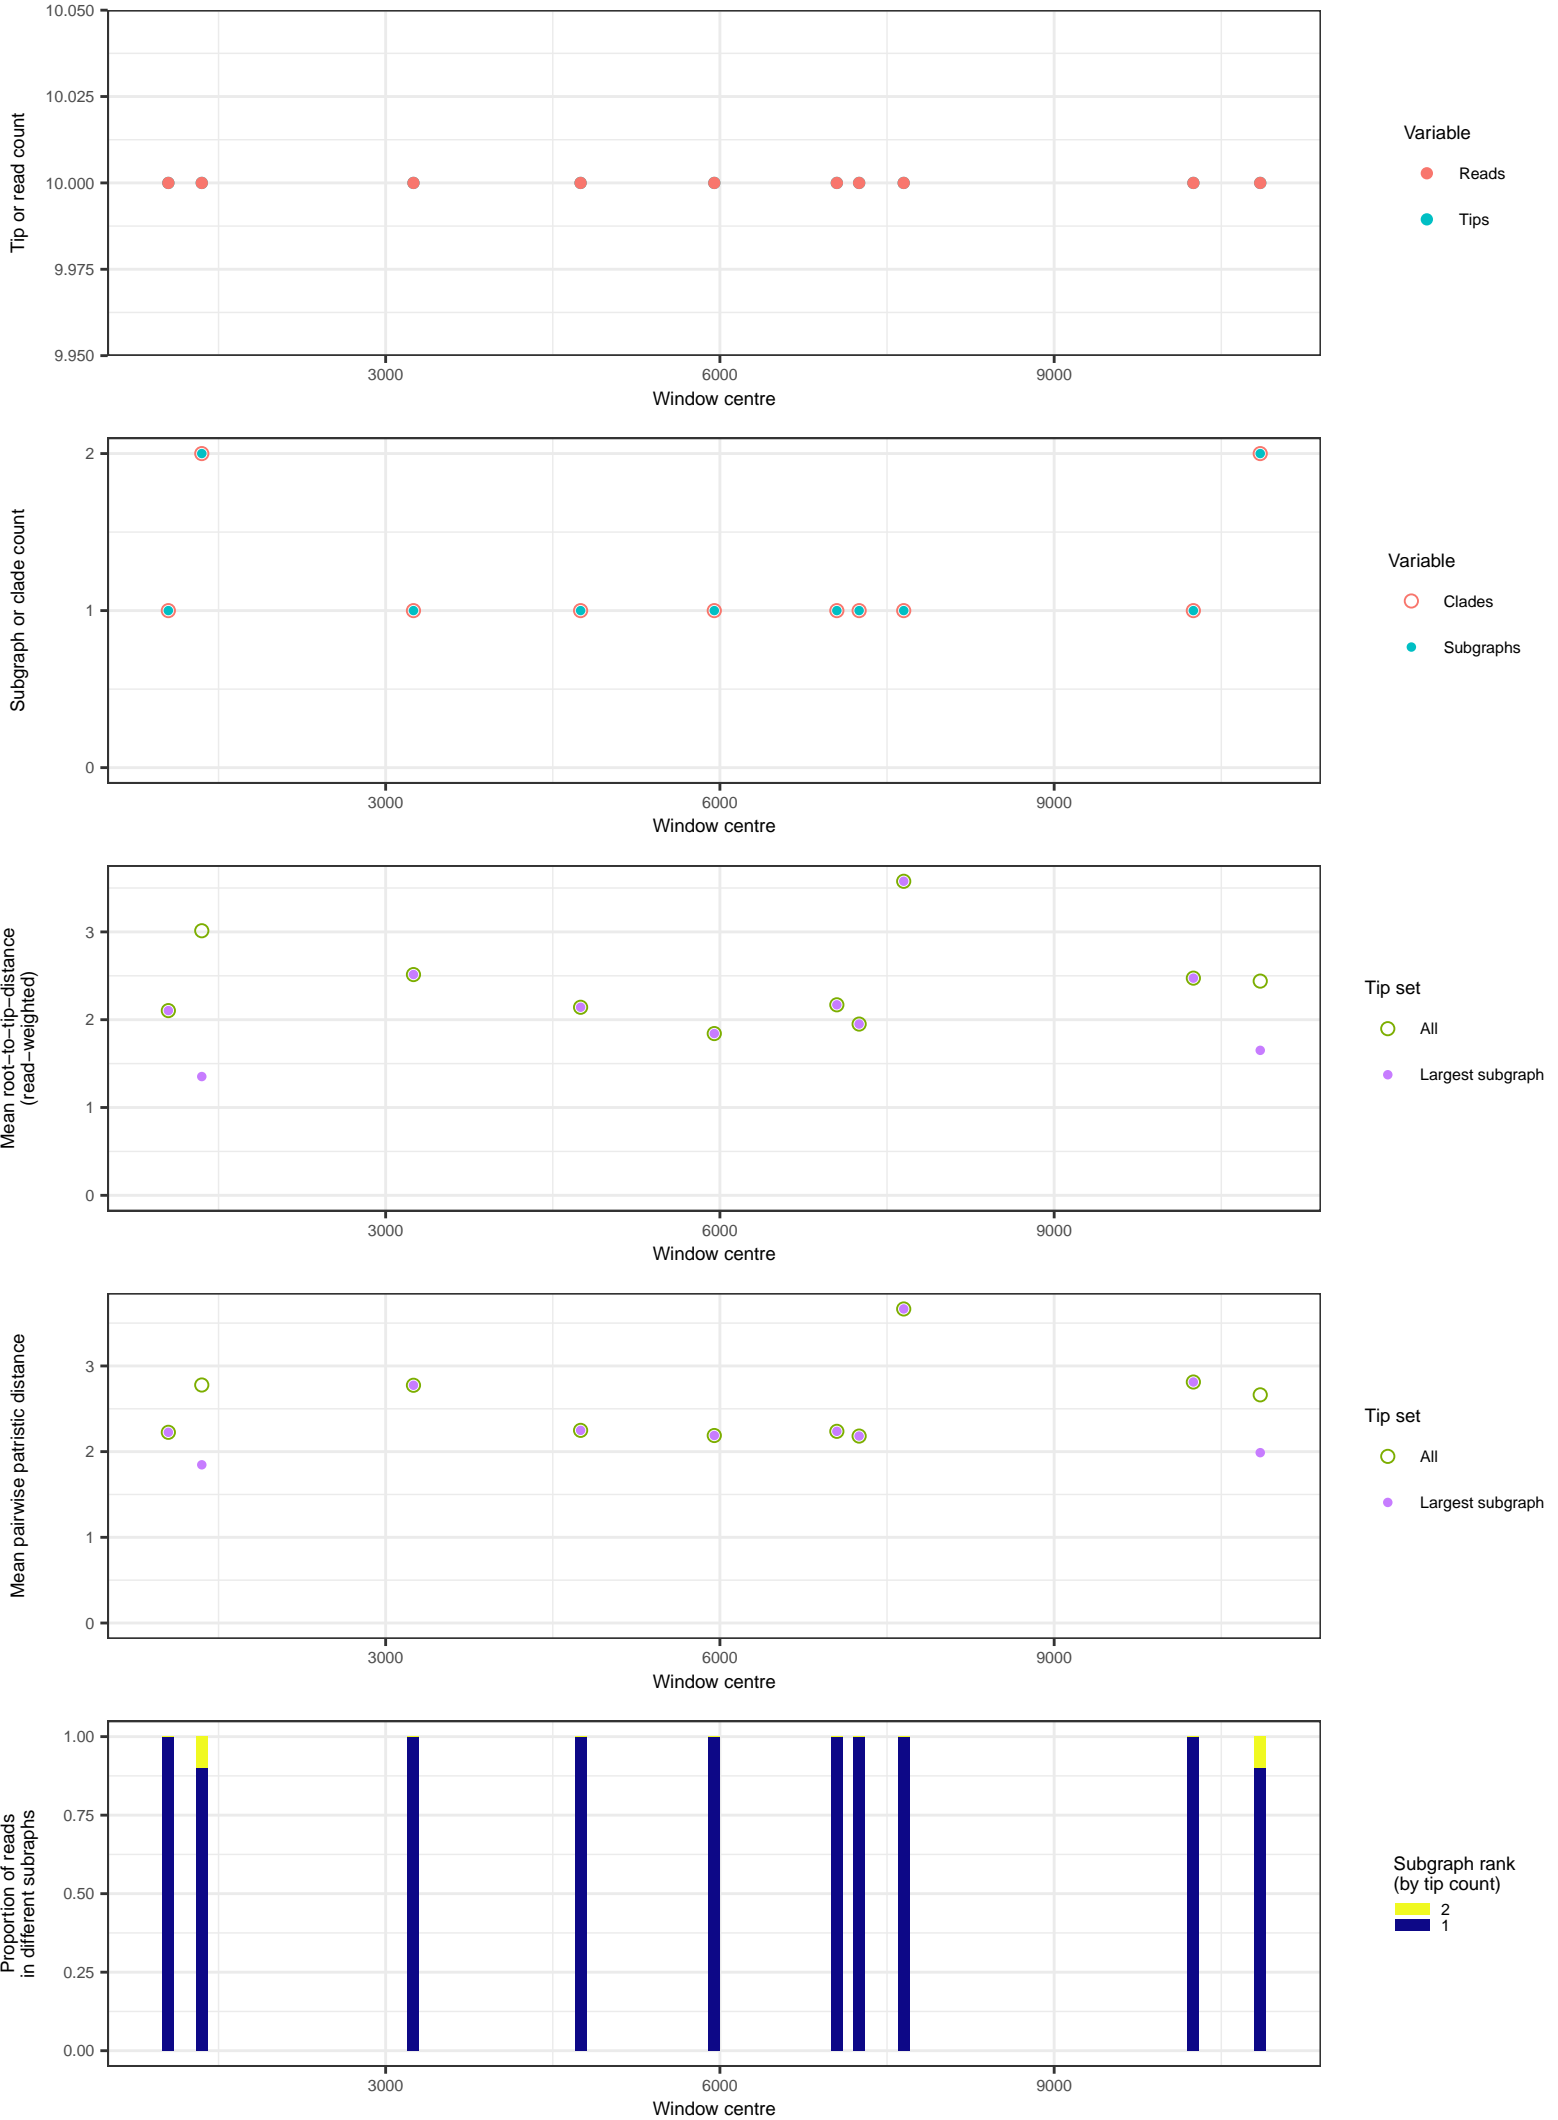 10.050
10.025
10.000
9.975
9.950
Tip or read count
3000 6000 9000
Window centre
Variable
Reads
Tips
2
1
0
Subgraph or clade count
3000 6000 9000
Window centre
Variable
Clades
Subgraphs
3
2
1
0
Mean root−to−tip−distance
(read−weighted)
3000 6000 9000
Window centre
Tip set
All
Largest subgraph
3
2
1
0
Mean pairwise patristic distance
3000 6000 9000
Window centre
Tip set
All
Largest subgraph
1.00
0.75
0.50
0.25
0.00
Proportion of reads
in different subraphs
3000 6000 9000
Window centre
Subgraph rank
(by tip count)
2
1